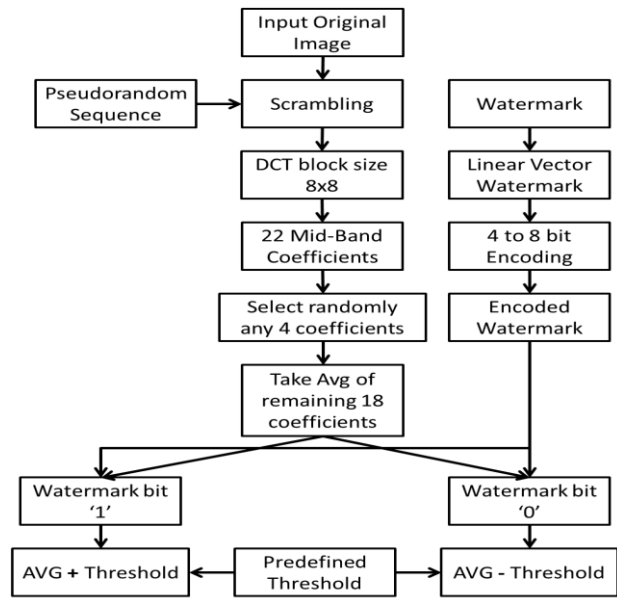 Input Original
Image
Pseudorandom
Sequence
Scrambling
Watermark
DCT block size
8x8
Linear Vector
Watermark
22 Mid-Band
Coefficients
4 to 8 bit
Encoding
Select randomly
any 4 coefficients
Encoded
Watermark
Take Avg of
remaining 18
coefficients
Watermark bit
‘1’
Watermark bit
‘0’
AVG + Threshold
Predefined
Threshold
AVG - Threshold